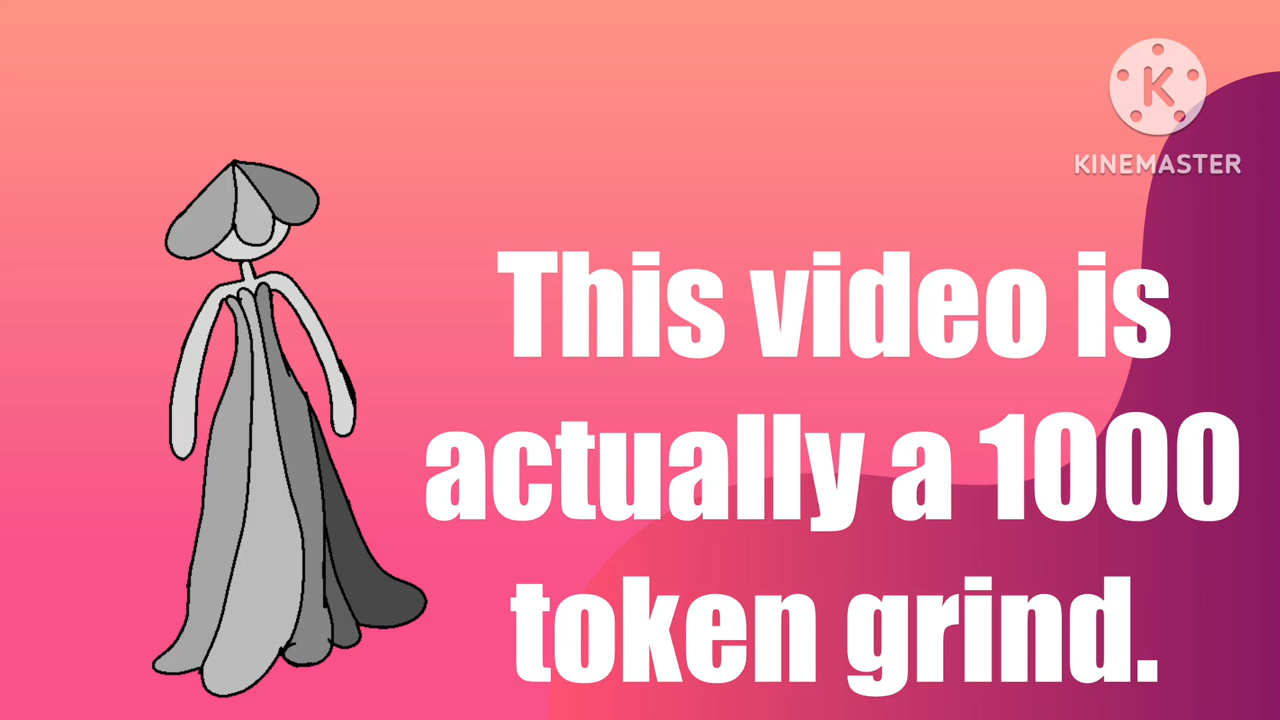 K
KINEMASTER
This video is
actually a 1000
token grind.